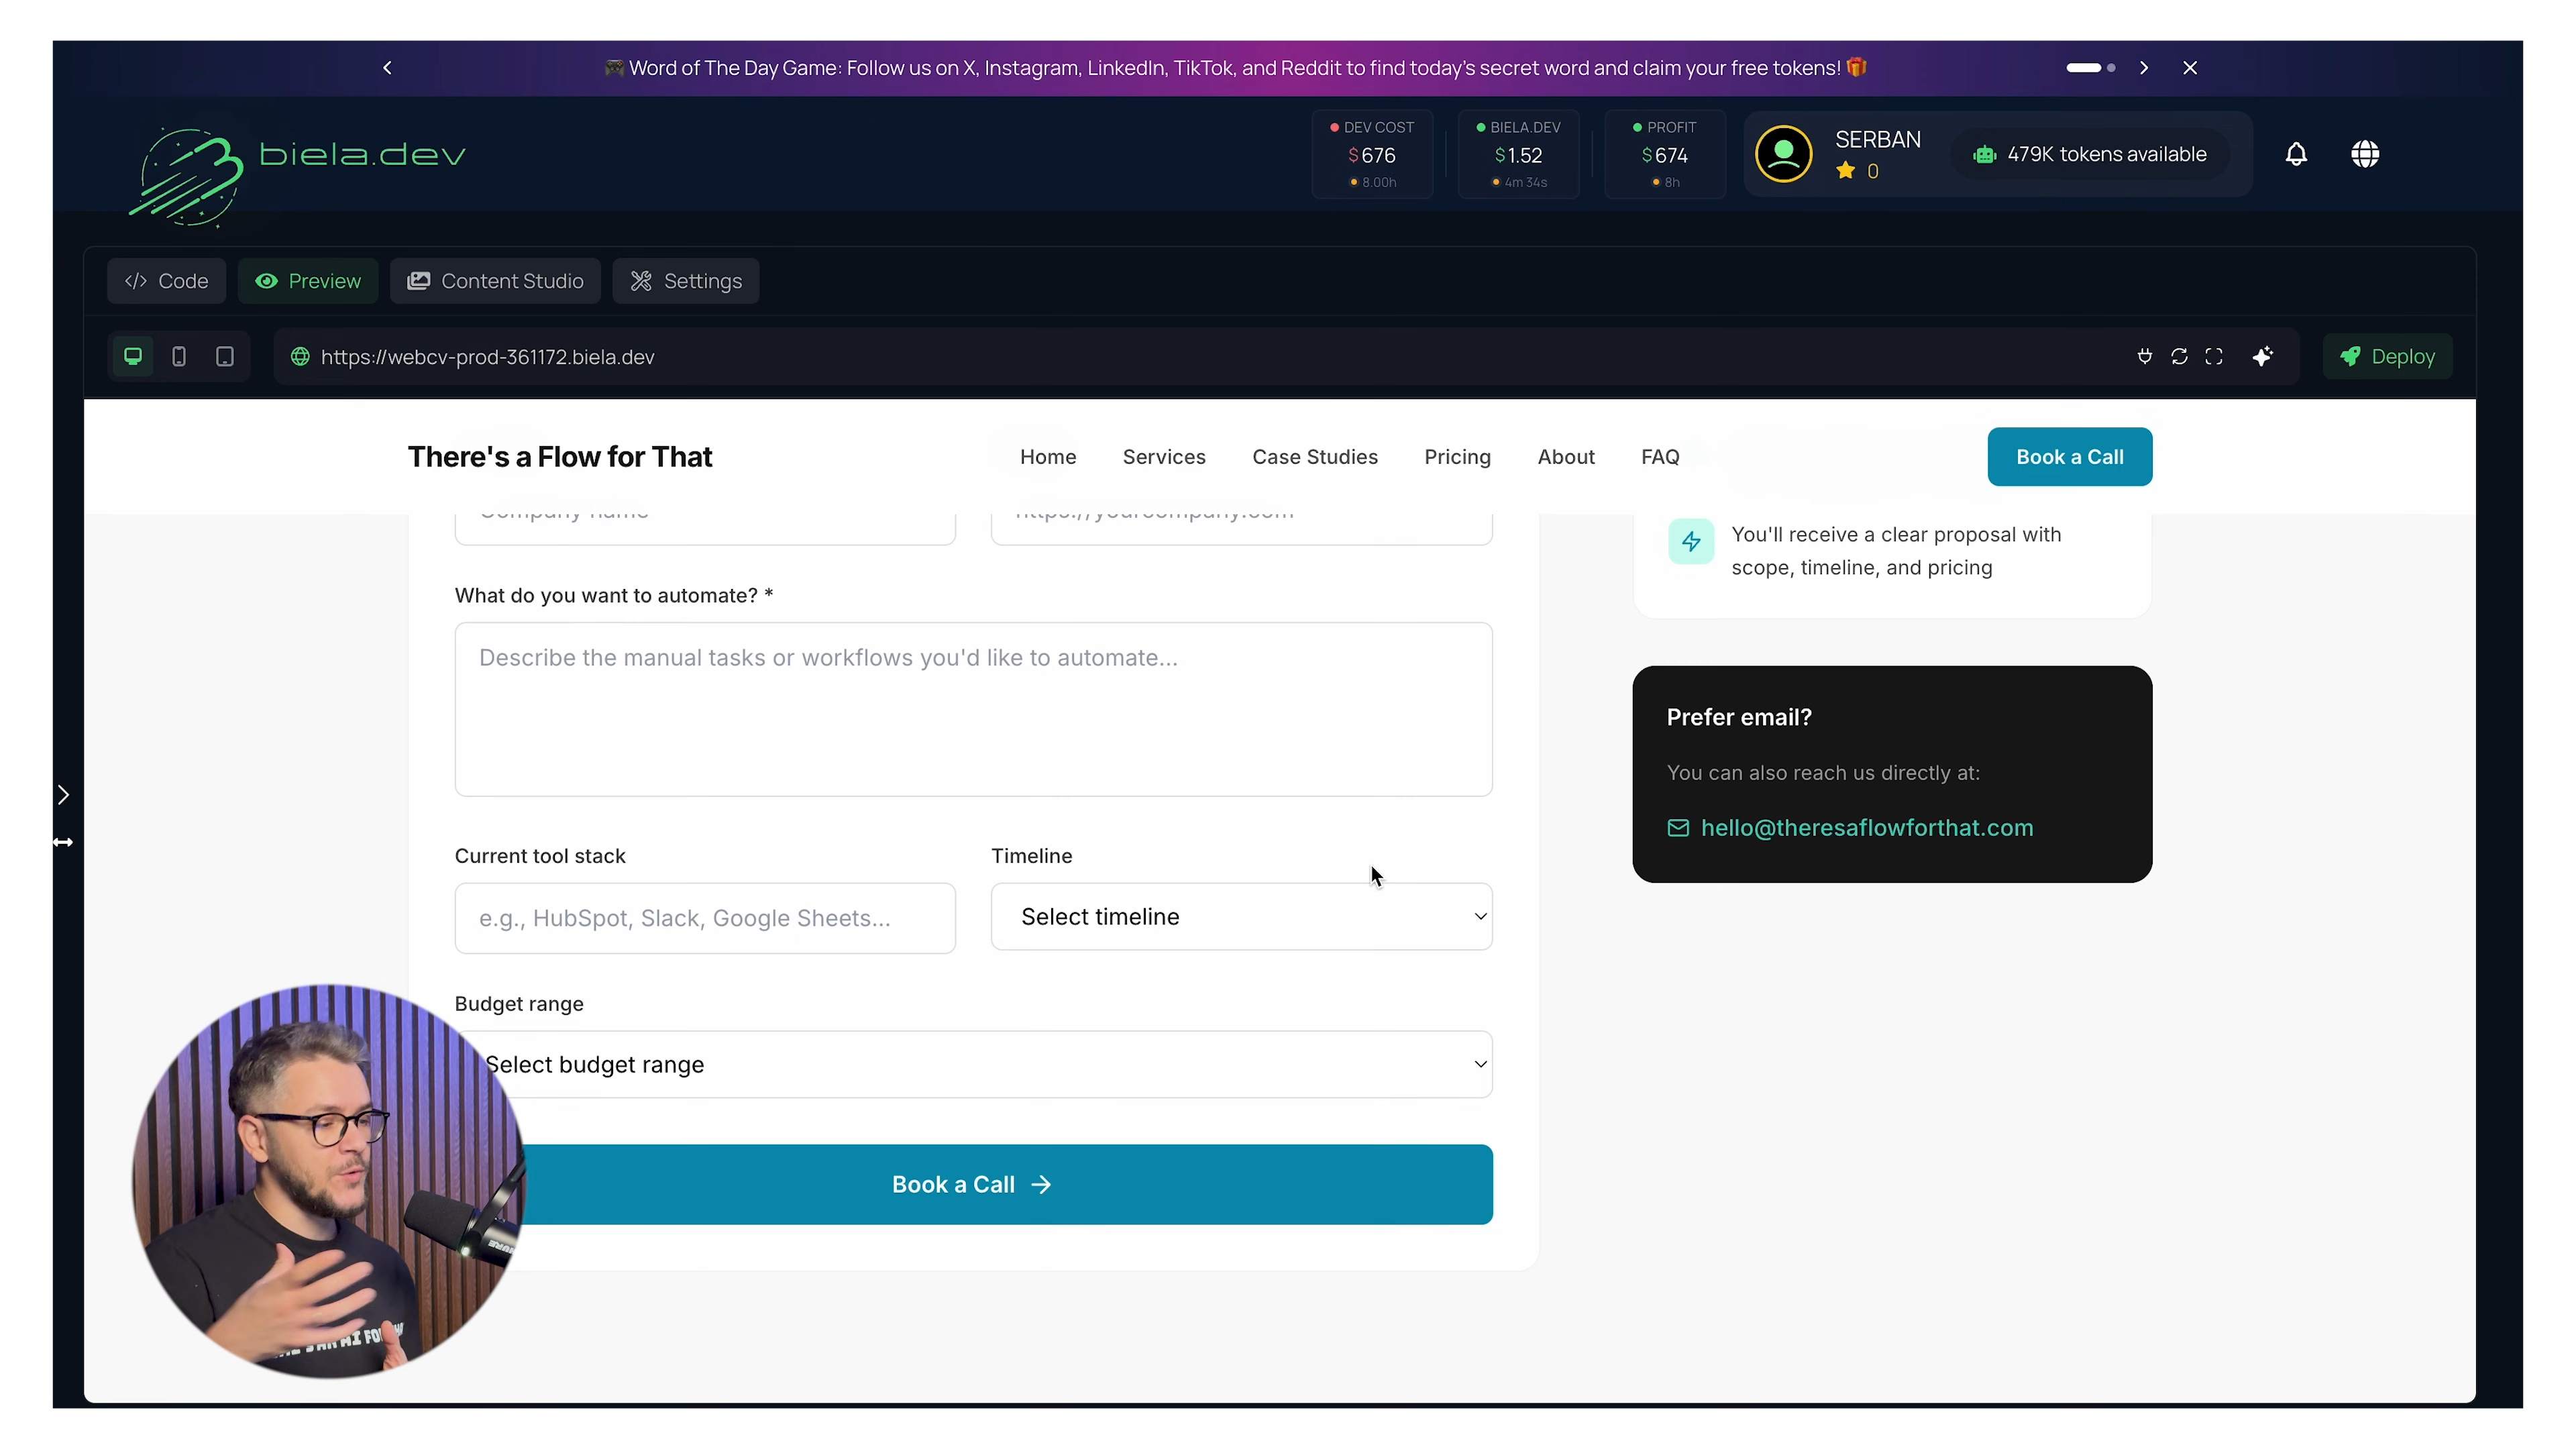 🎮 Word of The Day Game: Follow us on X, Instagram, LinkedIn, TikTok, and Reddit to find today's secret word and claim your free tokens! 🎁
biela.dev
DEV COST
$676
8.00h
BIELA.DEV
$1.52
4m 34s
PROFIT
$674
8h
SERBAN
0
479K tokens available
</> Code
Preview
Content Studio
Settings
https://webcv-prod-361172.biela.dev
Deploy
There's a Flow for That
Home
Services
Case Studies
Pricing
About
FAQ
Book a Call
Company name
https://yourcompany.com
You'll receive a clear proposal with
scope, timeline, and pricing
What do you want to automate? *
Describe the manual tasks or workflows you'd like to automate...
Prefer email?
You can also reach us directly at:
hello@theresaflowforthat.com
Current tool stack
Timeline
e.g., HubSpot, Slack, Google Sheets...
Select timeline
Budget range
Select budget range
Book a Call →